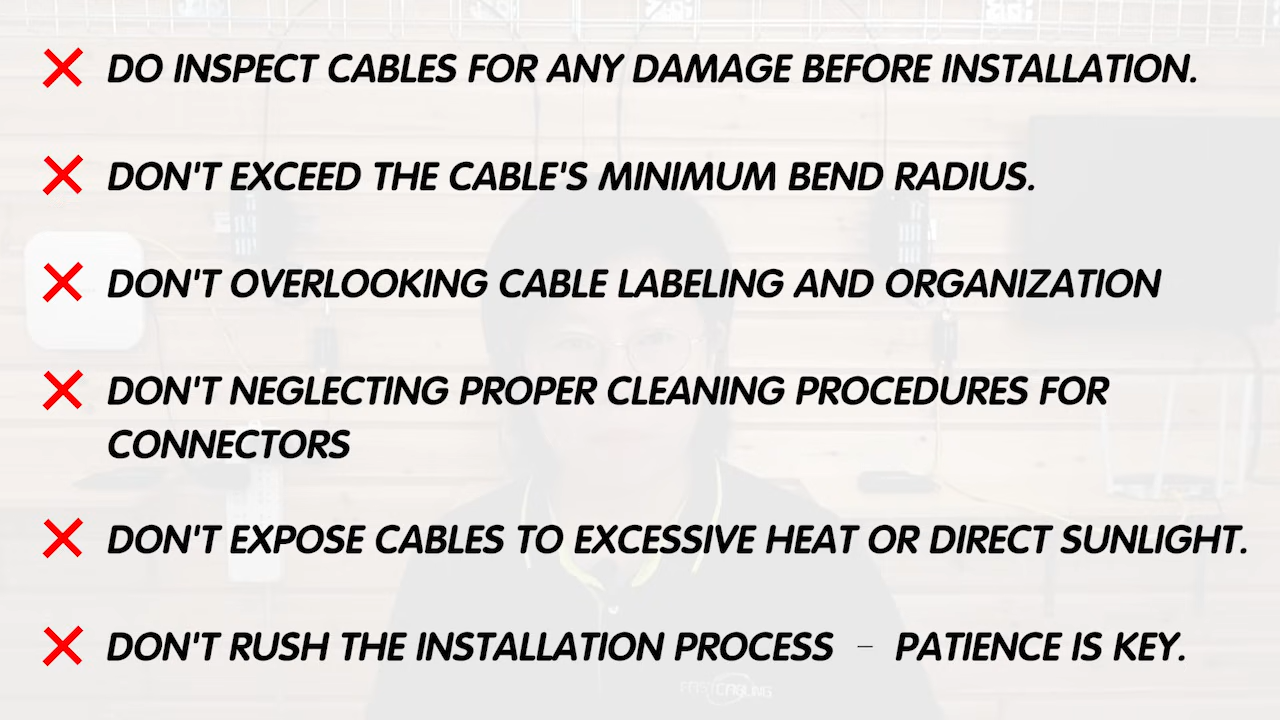 DO INSPECT CABLES FOR ANY DAMAGE BEFORE INSTALLATION.
DON'T EXCEED THE CABLE'S MINIMUM BEND RADIUS.
DON'T OVERLOOKING CABLE LABELING AND ORGANIZATION
DON'T NEGLECTING PROPER CLEANING PROCEDURES FOR
CONNECTORS
DON'T EXPOSE CABLES TO EXCESSIVE HEAT OR DIRECT SUNLIGHT.
DON'T RUSH THE INSTALLATION PROCESS – PATIENCE IS KEY.
FASTCABLING